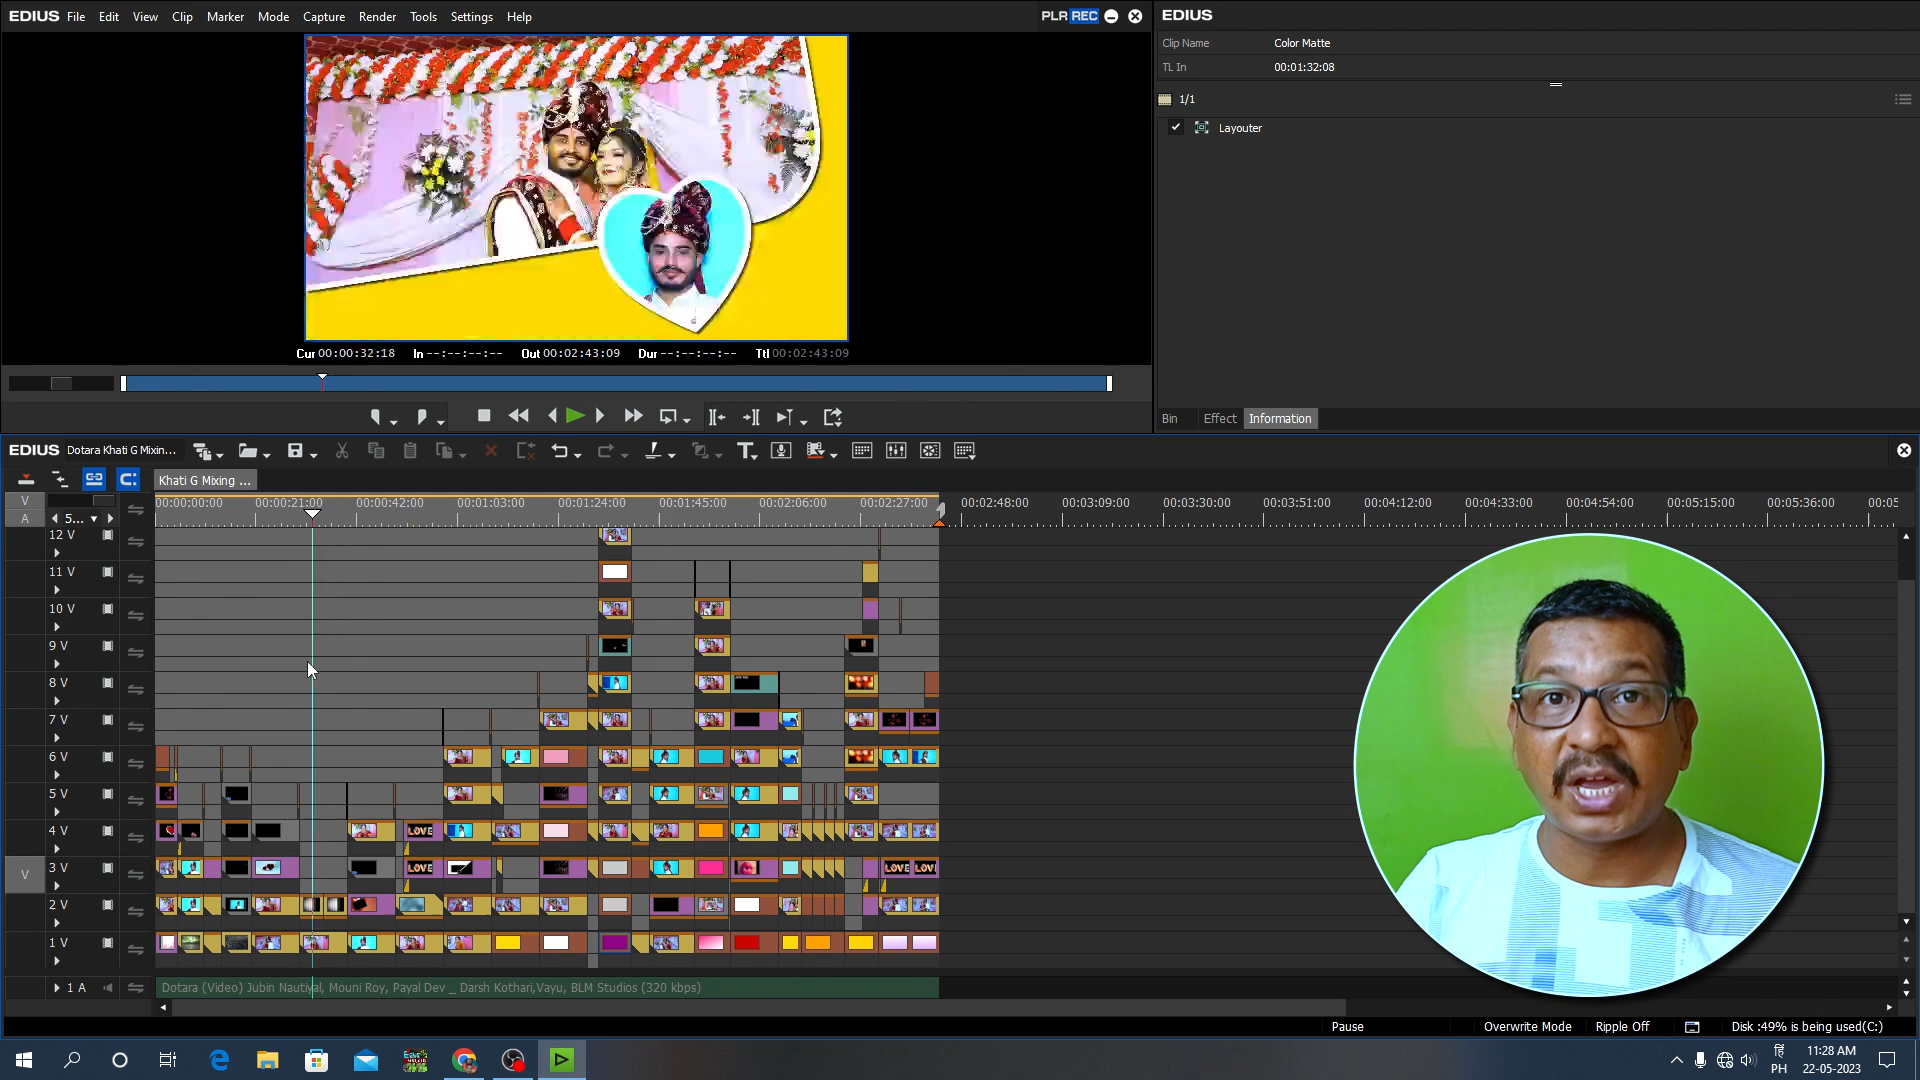 EDIUS File Edit View Clip Marker Mode Capture Render Tools Settings Help PLR REC
EDIUS
Clip Name Color Matte
TL In 00:01:32:08
1/1
Layouter
Cur 00:00:32:18 In --:--:--:-- Out 00:02:43:09 Dur --:--:--:-- Ttl 00:02:43:09
Bin Effect Information
EDIUS Dotara Khati G Mixin...
Khati G Mixing ...
V
A
5...
00:00:00:00 00:00:21:00 00:00:42:00 00:01:03:00 00:01:24:00 00:01:45:00 00:02:06:00 00:02:27:00 00:02:48:00 00:03:09:00 00:03:30:00 00:03:51:00 00:04:12:00 00:04:33:00 00:04:54:00 00:05:15:00 00:05:36:00 00:05
12 V
11 V
10 V
9 V
8 V
7 V
6 V
5 V
4 V LOVE
V 3 V LOVE LOVE LOVE
2 V
1 V
1 A Dotara (Video) Jubin Nautiyal, Mouni Roy, Payal Dev _ Darsh Kothari,Vayu, BLM Studios (320 kbps)
Pause Overwrite Mode Ripple Off Disk :49% is being used(C:)
हि
PH
11:28 AM
22-05-2023